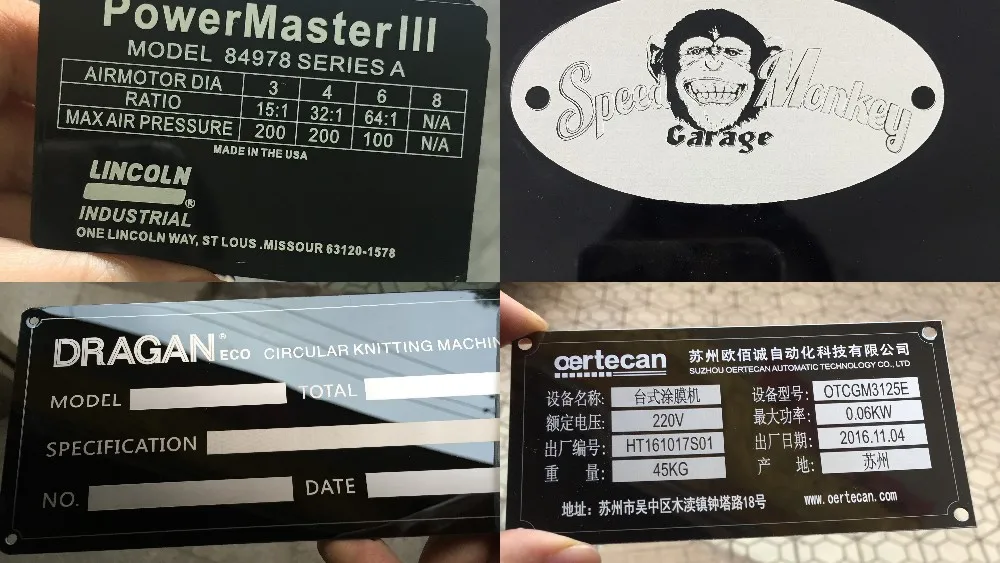 PowerMaster III
MODEL 84978 SERIES A
AIRMOTOR DIA 3 4 6 8
RATIO 15:1 32:1 64:1 N/A
MAX AIR PRESSURE 200 200 100 N/A
MADE IN THE USA
LINCOLN
®
INDUSTRIAL
ONE LINCOLN WAY, ST LOUS .MISSOUR 63120-1578
Speed Monkey
Garage
DRAGAN® ECO CIRCULAR KNITTING MACHIN
MODEL TOTAL
SPECIFICATION
NO. DATE
oertecan 苏州欧佰诚自动化科技有限公司
SUZHOU OERTECAN AUTOMATIC TECHNOLOGY CO., LTD
设备名称: 台式涂膜机 设备型号: OTCGM3125E
额定电压: 220V 最大功率: 0.06KW
出厂编号: HT161017S01 出厂日期: 2016.11.04
重 量: 45KG 产 地: 苏州
地址: 苏州市吴中区木渎镇钟塔路18号 www.oertecan.com